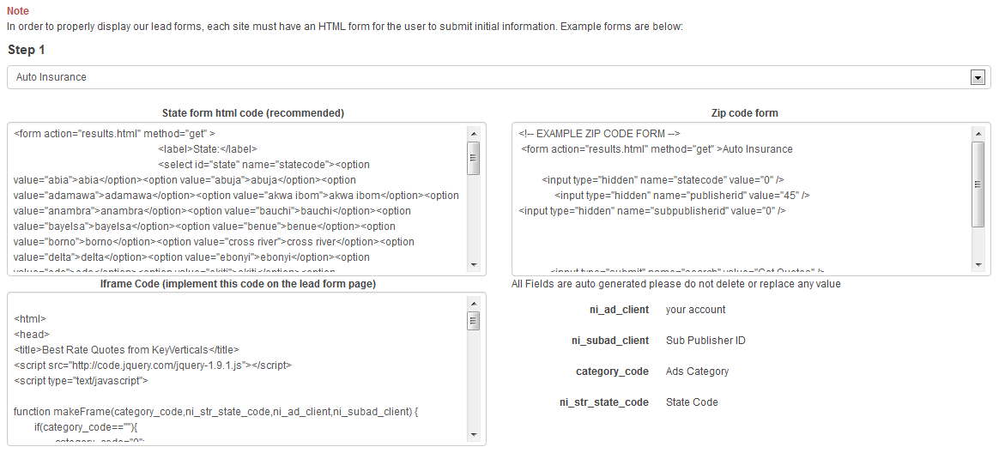 Note
In order to properly display our lead forms, each site must have an HTML form for the user to submit initial information. Example forms are below:
Step 1
Auto Insurance
State form html code (recommended)
<form action="results.html" method="get" >
<label>State:</label>
<select id="state" name="statecode"><option
value="abia">abia</option><option value="abuja">abuja</option><option
value="adamawa">adamawa</option><option value="akwa ibom">akwa ibom</option><option
value="anambra">anambra</option><option value="bauchi">bauchi</option><option
value="bayelsa">bayelsa</option><option value="benue">benue</option><option
value="borno">borno</option><option value="cross river">cross river</option><option
value="delta">delta</option><option value="ebonyi">ebonyi</option><option
Zip code form
<!-- EXAMPLE ZIP CODE FORM -->
<form action="results.html" method="get" >Auto Insurance
<input type="hidden" name="statecode" value="0" />
<input type="hidden" name="publisherid" value="45" />
<input type="hidden" name="subpublisherid" value="0" />
<input type="submit" name="search" value="Get Quotes" />
Iframe Code (implement this code on the lead form page)
<html>
<head>
<title>Best Rate Quotes from KeyVerticals</title>
<script src="http://code.jquery.com/jquery-1.9.1.js"></script>
<script type="text/javascript">
function makeFrame(category_code,ni_str_state_code,ni_ad_client,ni_subad_client) {
if(category_code==""){
category_code="0";
All Fields are auto generated please do not delete or replace any value
ni_ad_client your account
ni_subad_client Sub Publisher ID
category_code Ads Category
ni_str_state_code State Code